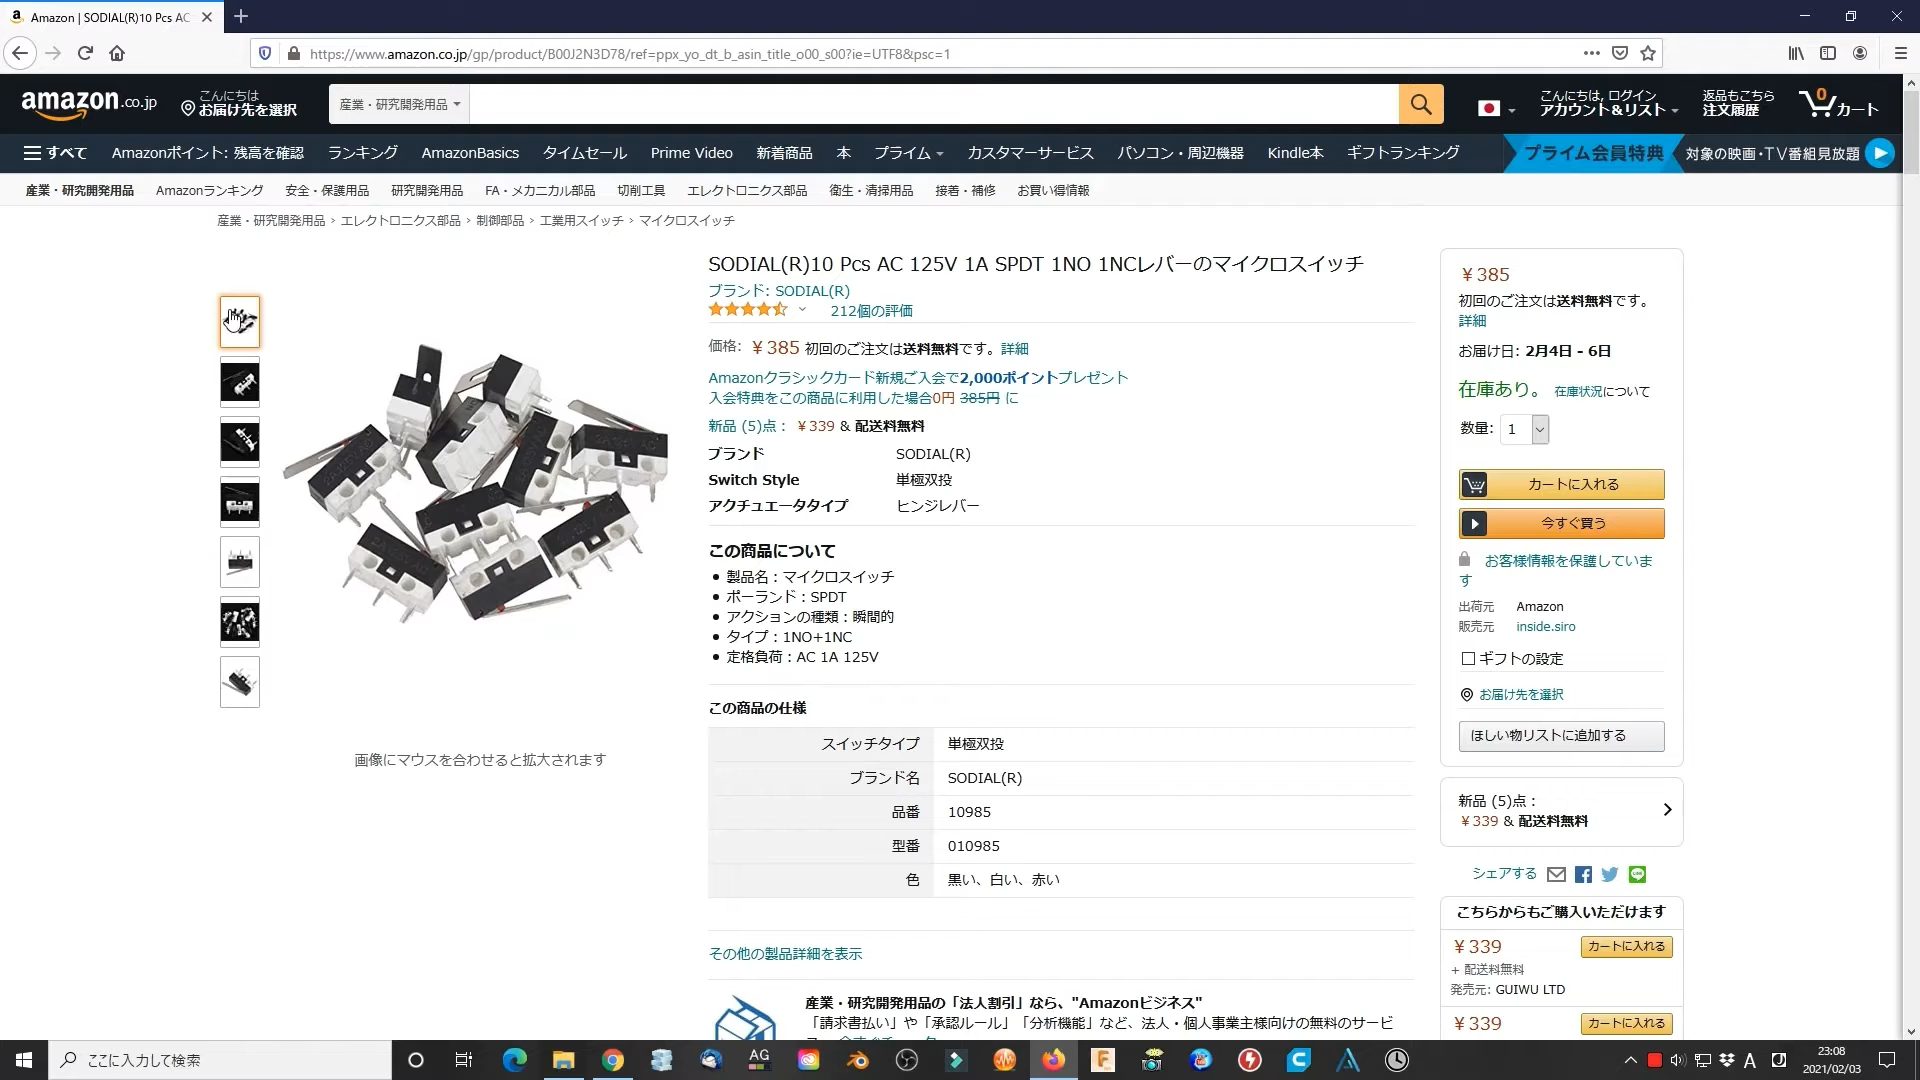 Amazon | SODIAL(R)10 Pcs AC
https://www.amazon.co.jp/gp/product/B00J2N3D78/ref=ppx_yo_dt_b_asin_title_o00_s00?ie=UTF8&psc=1
amazon.co.jp
こんにちは
お届け先を選択
産業・研究開発用品
こんにちは, ログイン
アカウント&リスト
返品もこちら
注文履歴
0
カート
すべて Amazonポイント: 残高を確認 ランキング AmazonBasics タイムセール Prime Video 新着商品 本 プライム カスタマーサービス パソコン・周辺機器 Kindle本 ギフトランキング
プライム会員特典 対象の映画・TV番組見放題
産業・研究開発用品 Amazonランキング 安全・保護用品 研究開発用品 FA・メカニカル部品 切削工具 エレクトロニクス部品 衛生・清掃用品 接着・補修 お買い得情報
産業・研究開発用品 › エレクトロニクス部品 › 制御部品 › 工業用スイッチ › マイクロスイッチ
画像にマウスを合わせると拡大されます
SODIAL(R)10 Pcs AC 125V 1A SPDT 1NO 1NCレバーのマイクロスイッチ
ブランド: SODIAL(R)
212個の評価
価格: ￥385 初回のご注文は送料無料です。 詳細
Amazonクラシックカード新規ご入会で2,000ポイントプレゼント
入会特典をこの商品に利用した場合0円 385円 に
新品 (5)点： ￥339 & 配送料無料
ブランド SODIAL(R)
Switch Style 単極双投
アクチュエータタイプ ヒンジレバー
この商品について
• 製品名：マイクロスイッチ
• ポーランド：SPDT
• アクションの種類：瞬間的
• タイプ：1NO+1NC
• 定格負荷：AC 1A 125V
この商品の仕様
スイッチタイプ 単極双投
ブランド名 SODIAL(R)
品番 10985
型番 010985
色 黒い、白い、赤い
その他の製品詳細を表示
産業・研究開発用品の「法人割引」なら、"Amazonビジネス"
「請求書払い」や「承認ルール」「分析機能」など、法人・個人事業主様向けの無料のサービ
￥385
初回のご注文は送料無料です。
詳細
お届け日: 2月4日 - 6日
在庫あり。 在庫状況について
数量: 1
カートに入れる
今すぐ買う
お客様情報を保護していま
す
出荷元 Amazon
販売元 inside.siro
ギフトの設定
お届け先を選択
ほしい物リストに追加する
新品 (5)点：
￥339 & 配送料無料
シェアする
こちらからもご購入いただけます
￥339 カートに入れる
+ 配送料無料
発売元: GUIWU LTD
￥339 カートに入れる
ここに入力して検索
AG
A
23:08
2021/02/03